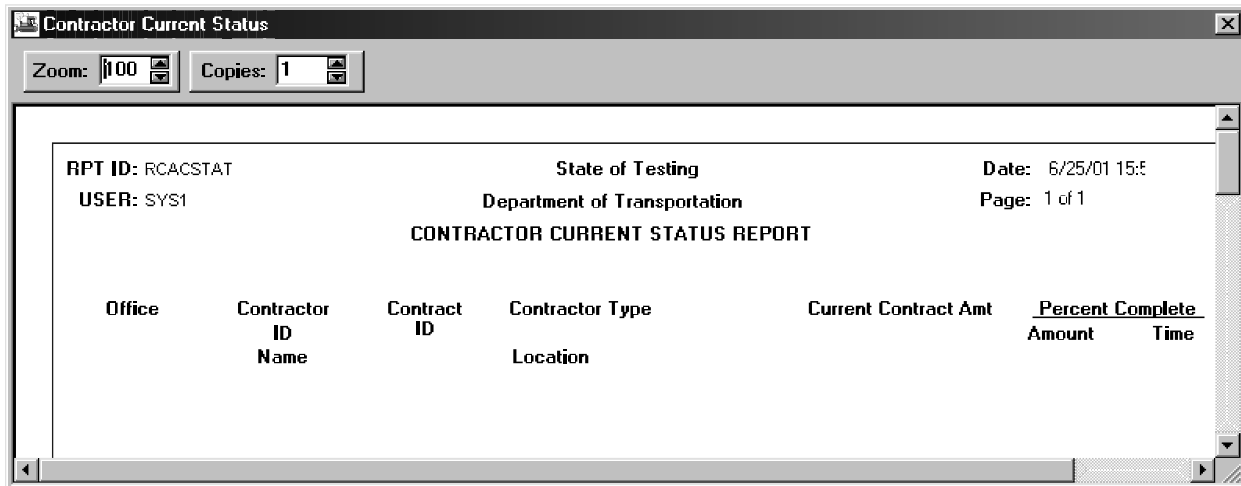 Contractor Current Status
Zoom: 100 Copies: 1
RPT ID: RCACSTAT State of Testing Date: 6/25/01 15:5
USER: SYS1 Department of Transportation Page: 1 of 1
CONTRACTOR CURRENT STATUS REPORT
Office Contractor Contract Contractor Type Current Contract Amt Percent Complete
ID ID Amount Time
Name Location